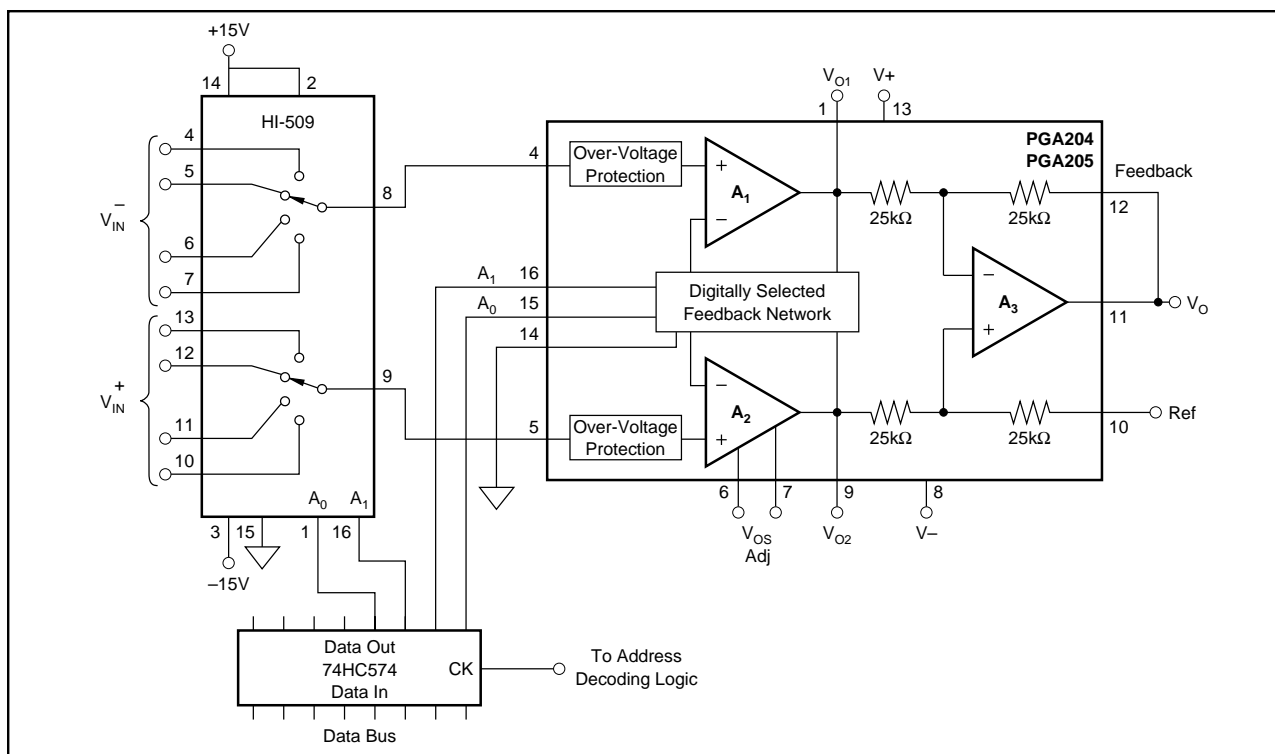 +15V
14
2
HI-509
4
5
6
7
V_IN^–
13
12
11
10
V_IN^+
8
9
A_0
A_1
3
15
1
16
–15V
Data Out
74HC574
Data In
CK
Data Bus
To Address
Decoding Logic
V_O1
V+
1
13
PGA204
PGA205
4
Over-Voltage
Protection
+
–
A_1
25kΩ
25kΩ
Feedback
12
A_1
16
A_0
15
14
Digitally Selected
Feedback Network
–
+
A_3
11
V_O
5
Over-Voltage
Protection
–
+
A_2
25kΩ
25kΩ
10
Ref
6
7
9
8
V_OS
Adj
V_O2
V–